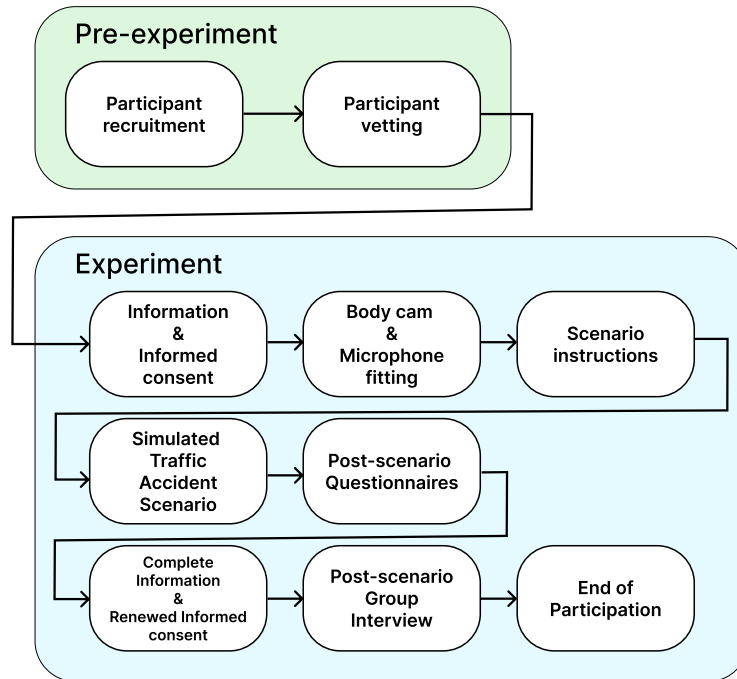 Pre-experiment
Participant
recruitment
Participant
vetting
Experiment
Information
&
Informed
consent
Body cam
&
Microphone
fitting
Scenario
instructions
Simulated
Traffic
Accident
Scenario
Post-scenario
Questionnaires
Complete
Information
&
Renewed Informed
consent
Post-scenario
Group
Interview
End of
Participation